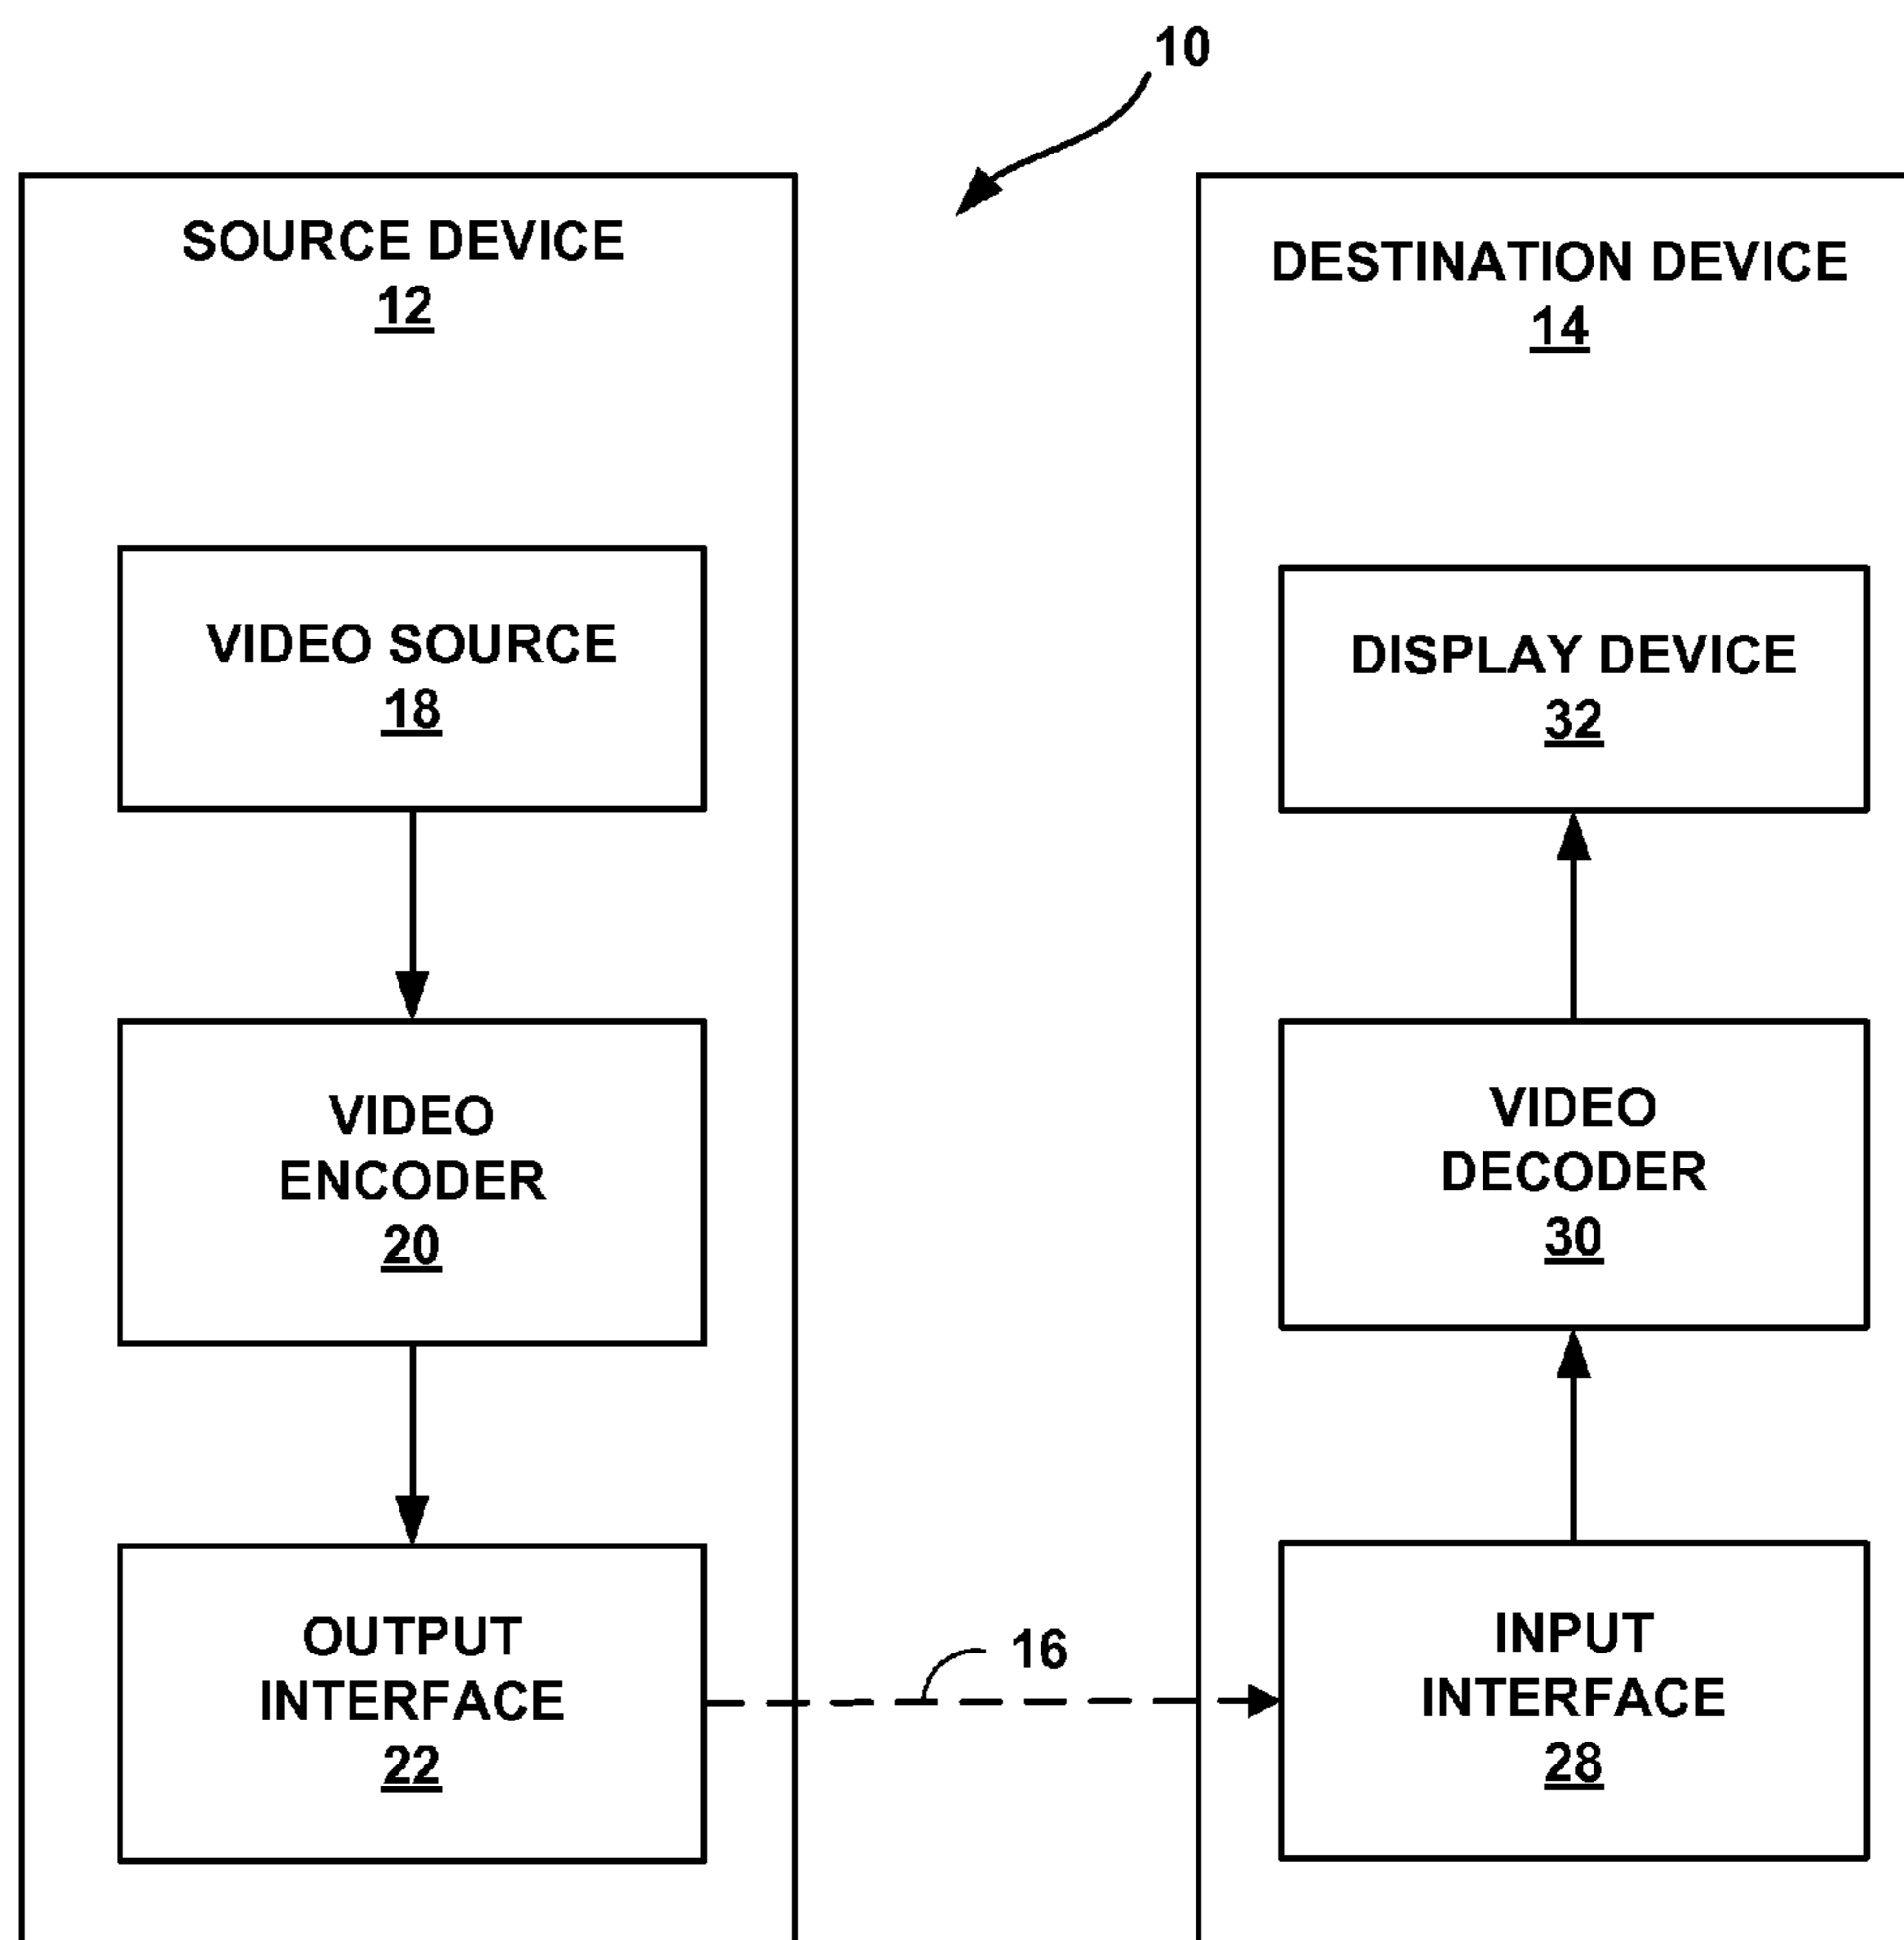 10
SOURCE DEVICE
12
VIDEO SOURCE
18
VIDEO
ENCODER
20
OUTPUT
INTERFACE
22
16
DESTINATION DEVICE
14
DISPLAY DEVICE
32
VIDEO
DECODER
30
INPUT
INTERFACE
28